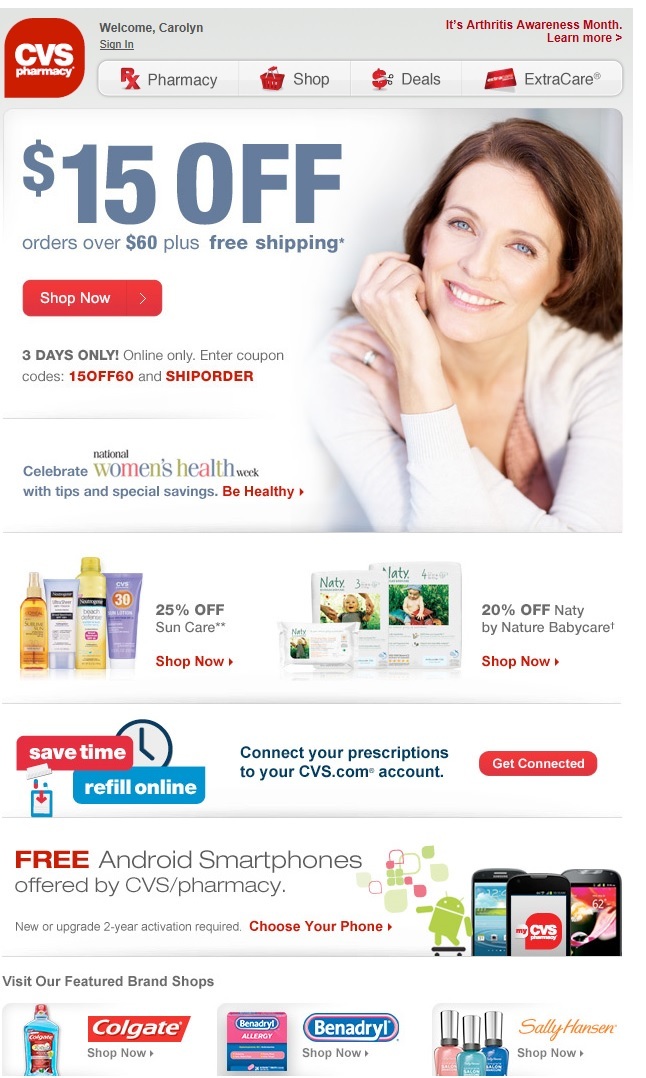 CVS
pharmacy®
Welcome, Carolyn
Sign In
It's Arthritis Awareness Month.
Learn more >
Pharmacy
Shop
Deals
ExtraCare®
$15 OFF
orders over $60 plus free shipping*
Shop Now
3 DAYS ONLY! Online only. Enter coupon
codes: 15OFF60 and SHIPORDER
Celebrate national women's health week
with tips and special savings. Be Healthy
25% OFF
Sun Care**
Shop Now
20% OFF Naty
by Nature Babycare†
Shop Now
save time
refill online
Connect your prescriptions
to your CVS.com® account.
Get Connected
FREE Android Smartphones
offered by CVS/pharmacy.
New or upgrade 2-year activation required. Choose Your Phone
my CVS
pharmacy
Visit Our Featured Brand Shops
Colgate®
Shop Now
Benadryl
ALLERGY
Benadryl®
Shop Now
Sally Hansen®
Shop Now